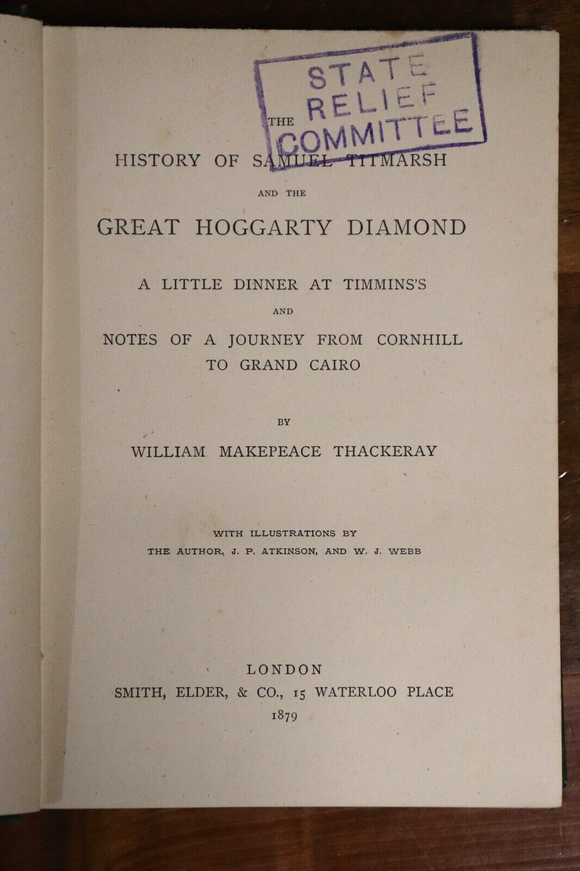 STATE
RELIEF
COMMITTEE
THE
HISTORY OF SAMUEL TITMARSH
AND THE
GREAT HOGGARTY DIAMOND
A LITTLE DINNER AT TIMMINS'S
AND
NOTES OF A JOURNEY FROM CORNHILL
TO GRAND CAIRO
BY
WILLIAM MAKEPEACE THACKERAY
WITH ILLUSTRATIONS BY
THE AUTHOR, J. P. ATKINSON, AND W. J. WEBB
LONDON
SMITH, ELDER, & CO., 15 WATERLOO PLACE
1879